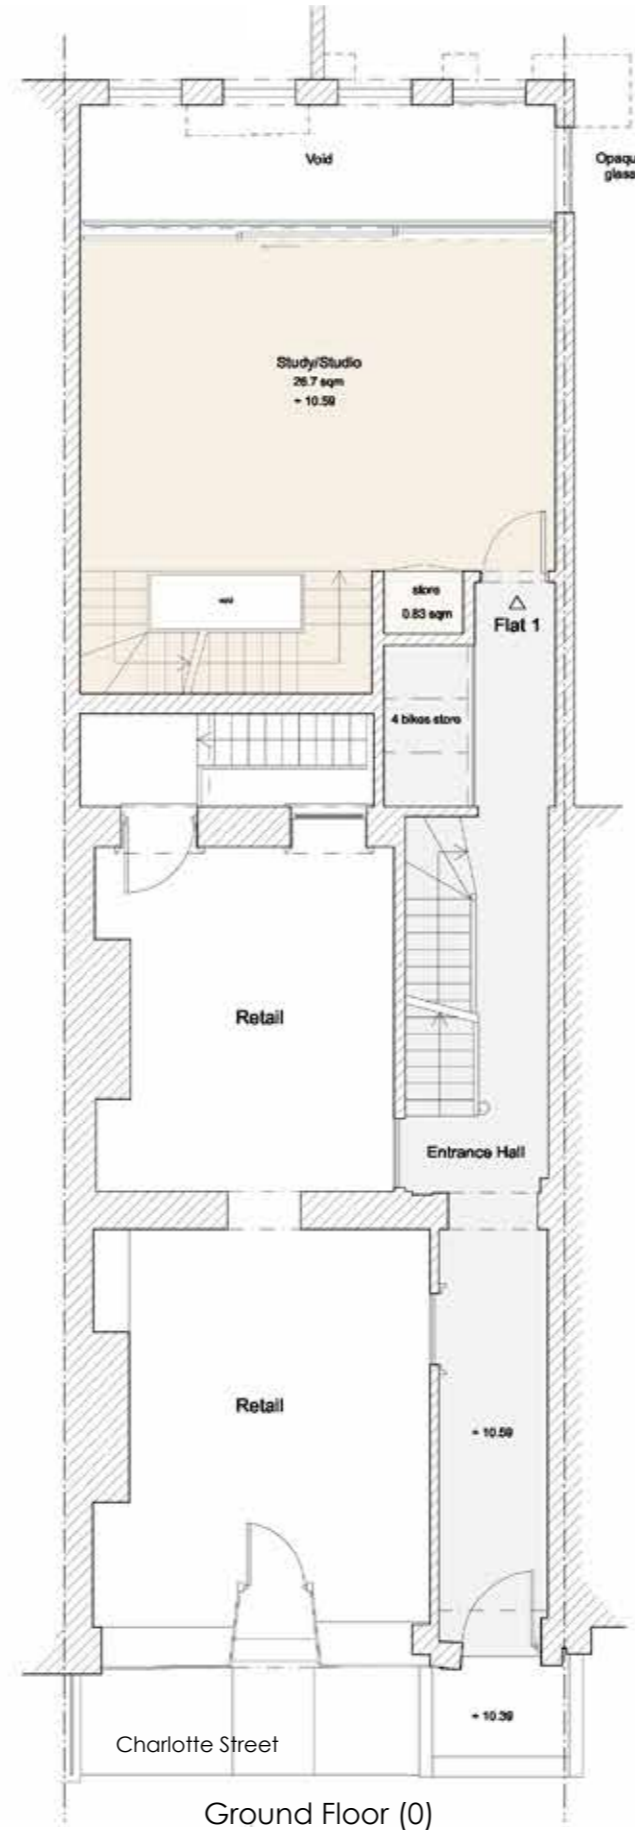 Void
Opaqu
glass
Study/Studio
26.7 sqm
+ 10.59
void
store
0.83 sqm
Flat 1
4 bikes store
Retail
Entrance Hall
Retail
+ 10.59
+ 10.39
Charlotte Street
Ground Floor (0)